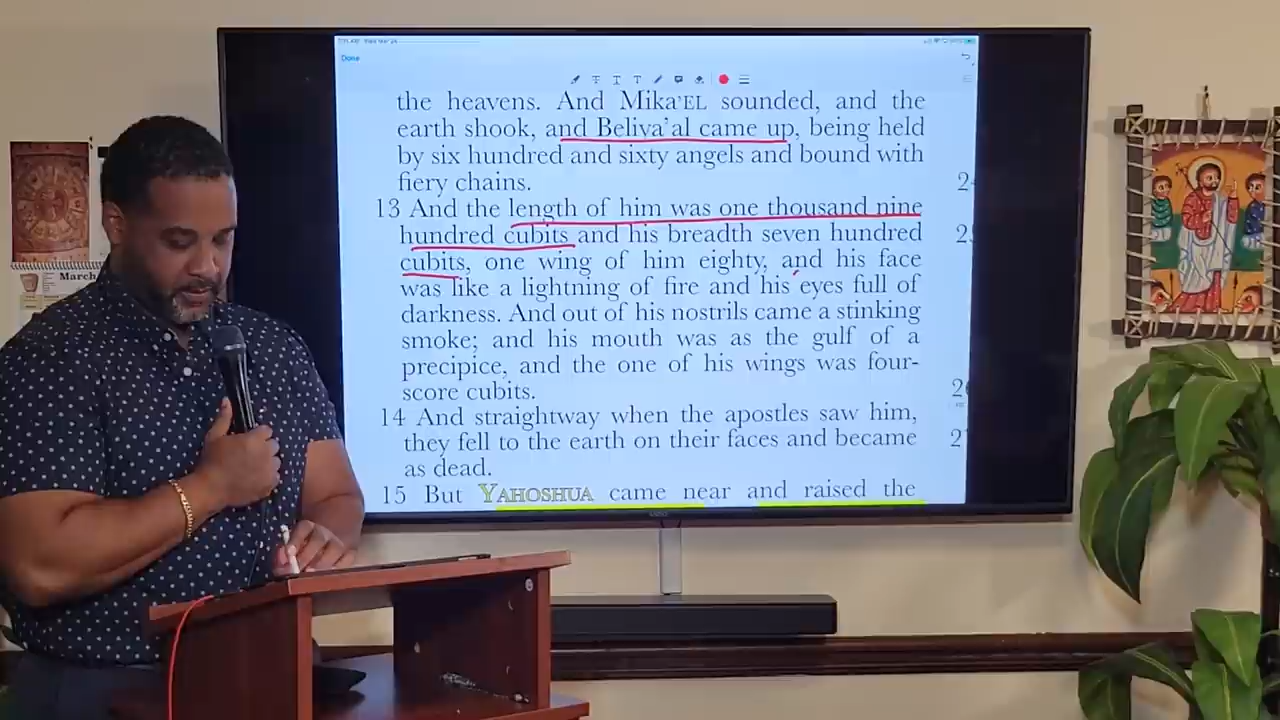 Done
the heavens. And Mika'EL sounded, and the
earth shook, and Beliya'al came up, being held
by six hundred and sixty angels and bound with
fiery chains.
13 And the length of him was one thousand nine
hundred cubits and his breadth seven hundred
cubits, one wing of him eighty, and his face
was like a lightning of fire and his eyes full of
darkness. And out of his nostrils came a stinking
smoke; and his mouth was as the gulf of a
precipice, and the one of his wings was four-
score cubits.
14 And straightway when the apostles saw him,
they fell to the earth on their faces and became
as dead.
15 But YAHOSHUA came near and raised the
March